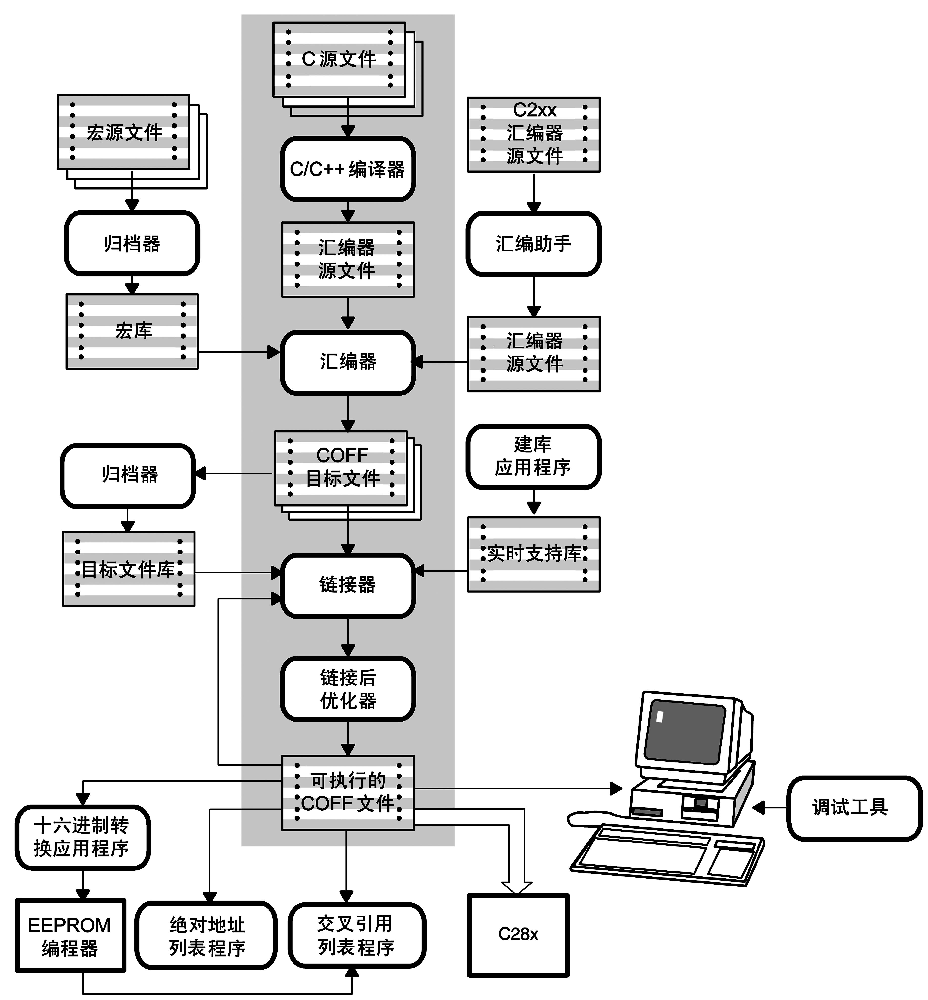 C 源文件
宏源文件
C2xx
汇编器
源文件
C/C++ 编译器
归档器
汇编器
源文件
汇编助手
宏库
汇编器
汇编器
源文件
归档器
COFF
目标文件
建库
应用程序
目标文件库
链接器
实时支持库
链接后
优化器
可执行的
COFF 文件
调试工具
十六进制转
换应用程序
EEPROM
编程器
绝对地址
列表程序
交叉引用
列表程序
C28x